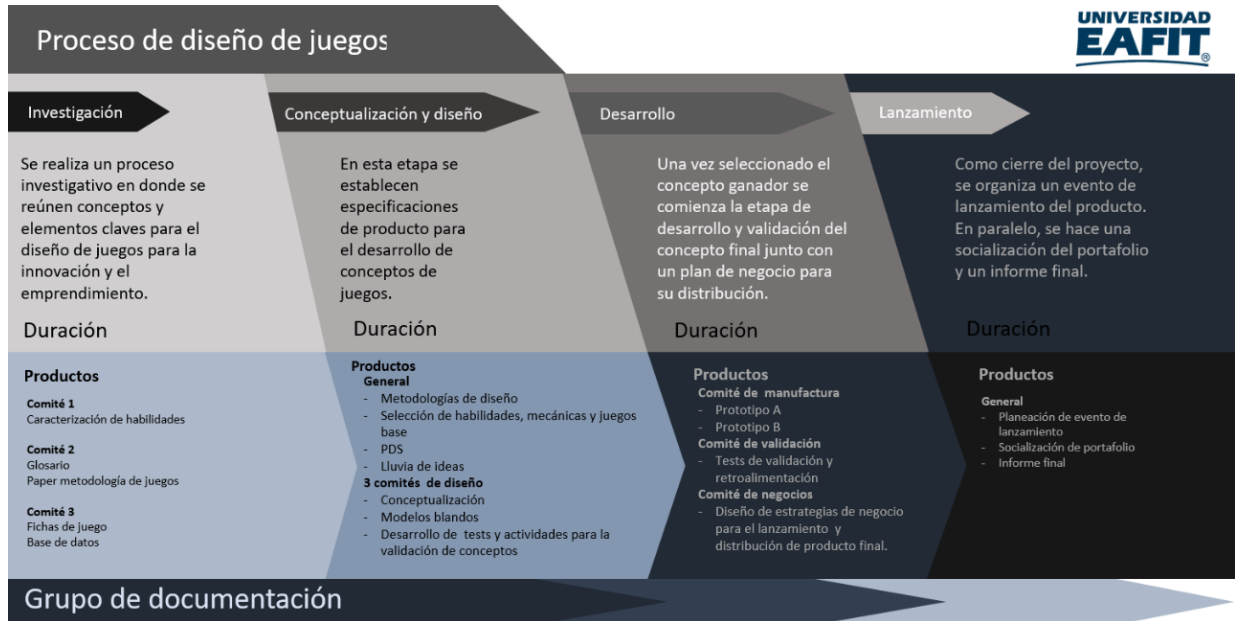 Proceso de diseño de juegos
UNIVERSIDAD
EAFIT
®
Investigación
Se realiza un proceso
investigativo en donde se
reúnen conceptos y
elementos claves para el
diseño de juegos para la
innovación y el
emprendimiento.
Duración
Productos
Comité 1
Caracterización de habilidades
Comité 2
Glosario
Paper metodología de juegos
Comité 3
Fichas de juego
Base de datos
Conceptualización y diseño
En esta etapa se
establecen
especificaciones
de producto para
el desarrollo de
conceptos de
juegos.
Duración
Productos
General
- Metodologías de diseño
- Selección de habilidades, mecánicas y juegos
base
- PDS
- Lluvia de ideas
3 comités de diseño
- Conceptualización
- Modelos blandos
- Desarrollo de tests y actividades para la
validación de conceptos
Desarrollo
Una vez seleccionado el
concepto ganador se
comienza la etapa de
desarrollo y validación del
concepto final junto con
un plan de negocio para
su distribución.
Duración
Productos
Comité de manufactura
- Prototipo A
- Prototipo B
Comité de validación
- Tests de validación y
retroalimentación
Comité de negocios
- Diseño de estrategias de negocio
para el lanzamiento y
distribución de producto final.
Lanzamiento
Como cierre del proyecto,
se organiza un evento de
lanzamiento del producto.
En paralelo, se hace una
socialización del portafolio
y un informe final.
Duración
Productos
General
- Planeación de evento de
lanzamiento
- Socialización de portafolio
- Informe final
Grupo de documentación